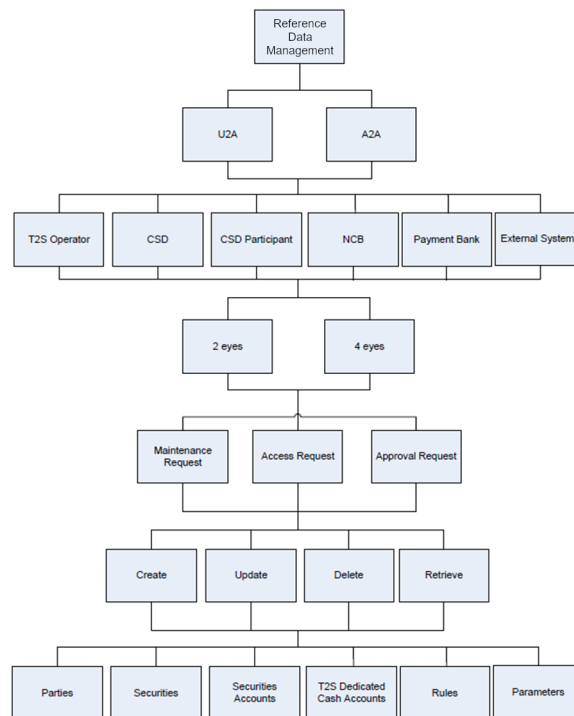 Reference
Data
Management
U2A
A2A
T2S Operator
CSD
CSD Participant
NCB
Payment Bank
External System
2 eyes
4 eyes
Maintenance
Request
Access Request
Approval Request
Create
Update
Delete
Retrieve
Parties
Securities
Securities
Accounts
T2S Dedicated
Cash Accounts
Rules
Parameters